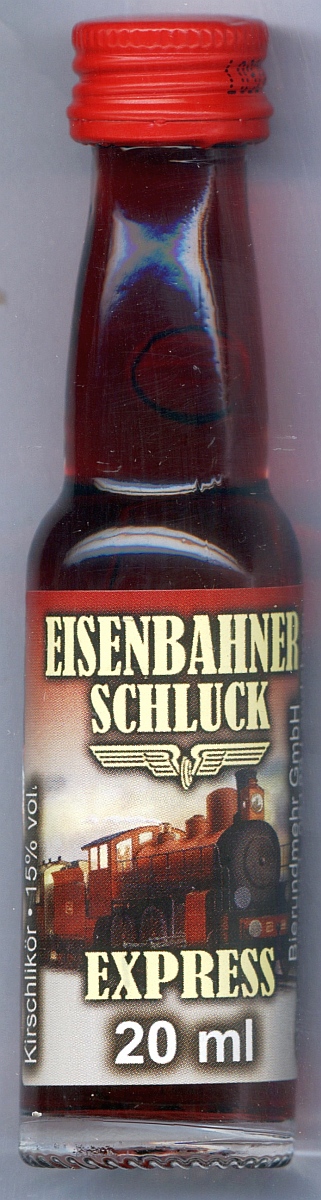 EISENBAHNER
SCHLUCK
EXPRESS
20 ml
Kirschlikör • 15% vol.
Bierundmehr GmbH